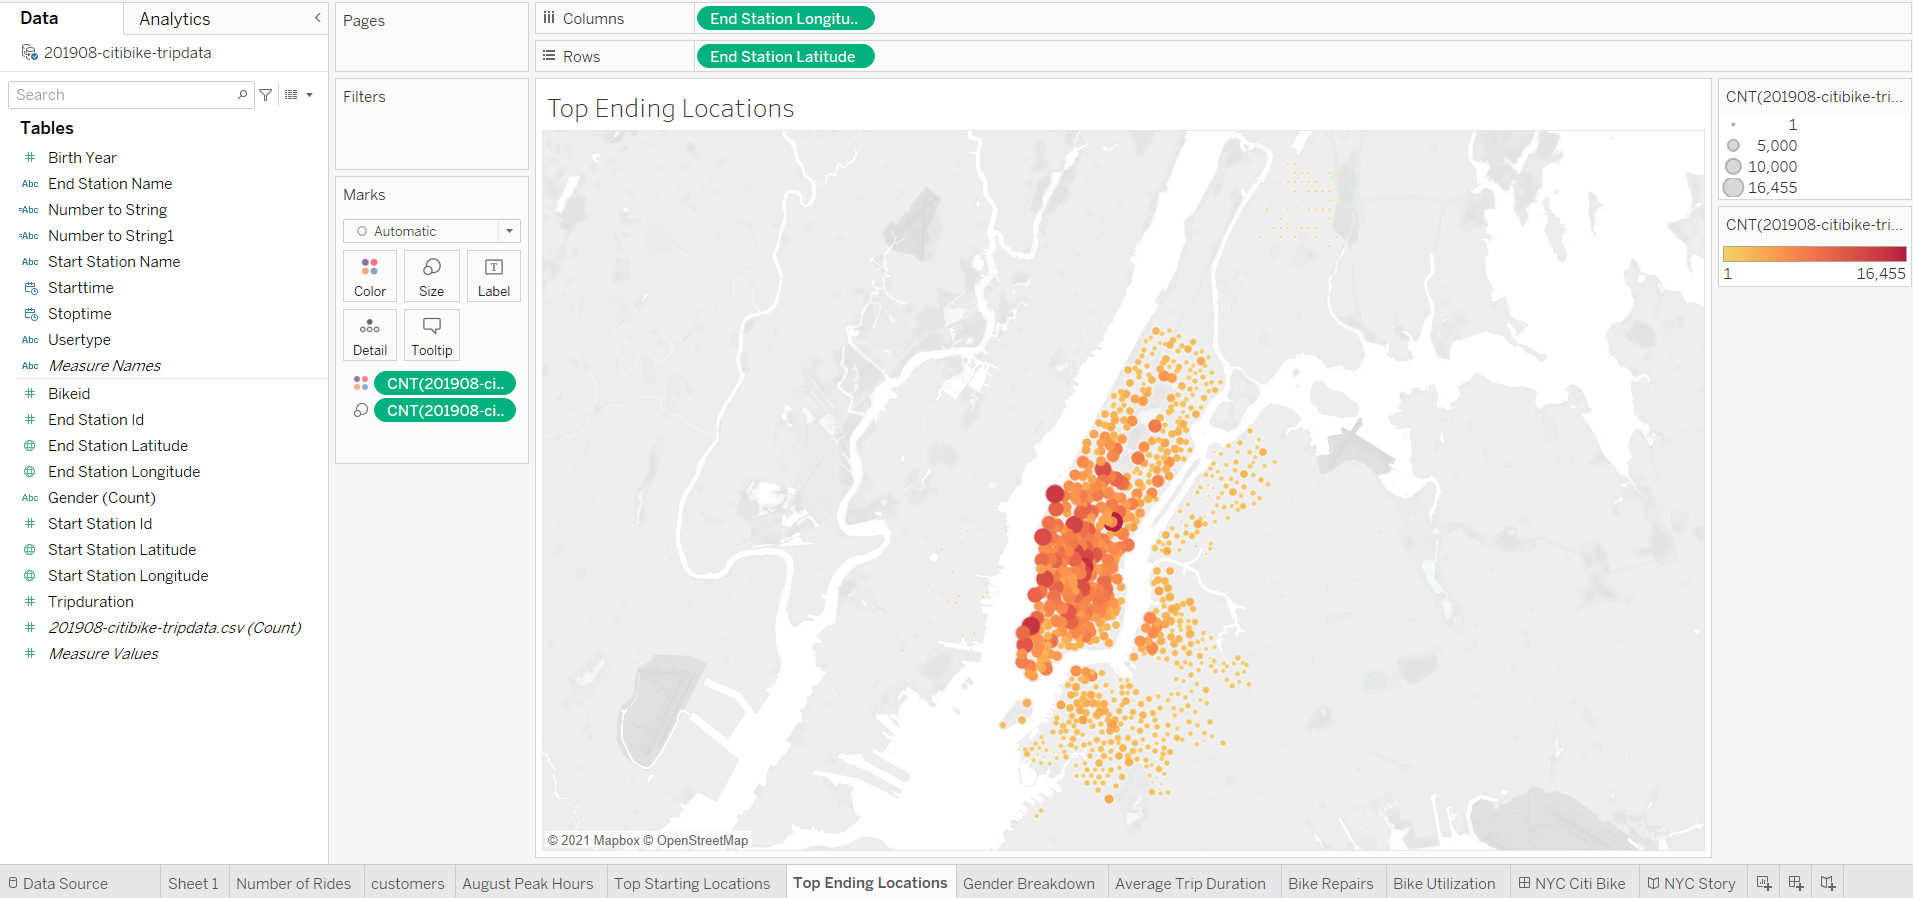 Data
Analytics
201908-citibike-tripdata
Search
Tables
Birth Year
Abc End Station Name
=Abc Number to String
=Abc Number to String1
Abc Start Station Name
Starttime
Stoptime
Abc Usertype
Abc Measure Names
Bikeid
# End Station Id
End Station Latitude
End Station Longitude
Abc Gender (Count)
# Start Station Id
Start Station Latitude
Start Station Longitude
# Tripduration
# 201908-citibike-tripdata.csv (Count)
# Measure Values
Pages
Filters
Marks
Automatic
Color Size Label
Detail Tooltip
CNT(201908-ci..
CNT(201908-ci..
Columns End Station Longitu..
Rows End Station Latitude
Top Ending Locations
© 2021 Mapbox © OpenStreetMap
CNT(201908-citibike-tri...
1
5,000
10,000
16,455
CNT(201908-citibike-tri...
1 16,455
Data Source Sheet 1 Number of Rides customers August Peak Hours Top Starting Locations Top Ending Locations Gender Breakdown Average Trip Duration Bike Repairs Bike Utilization NYC Citi Bike NYC Story